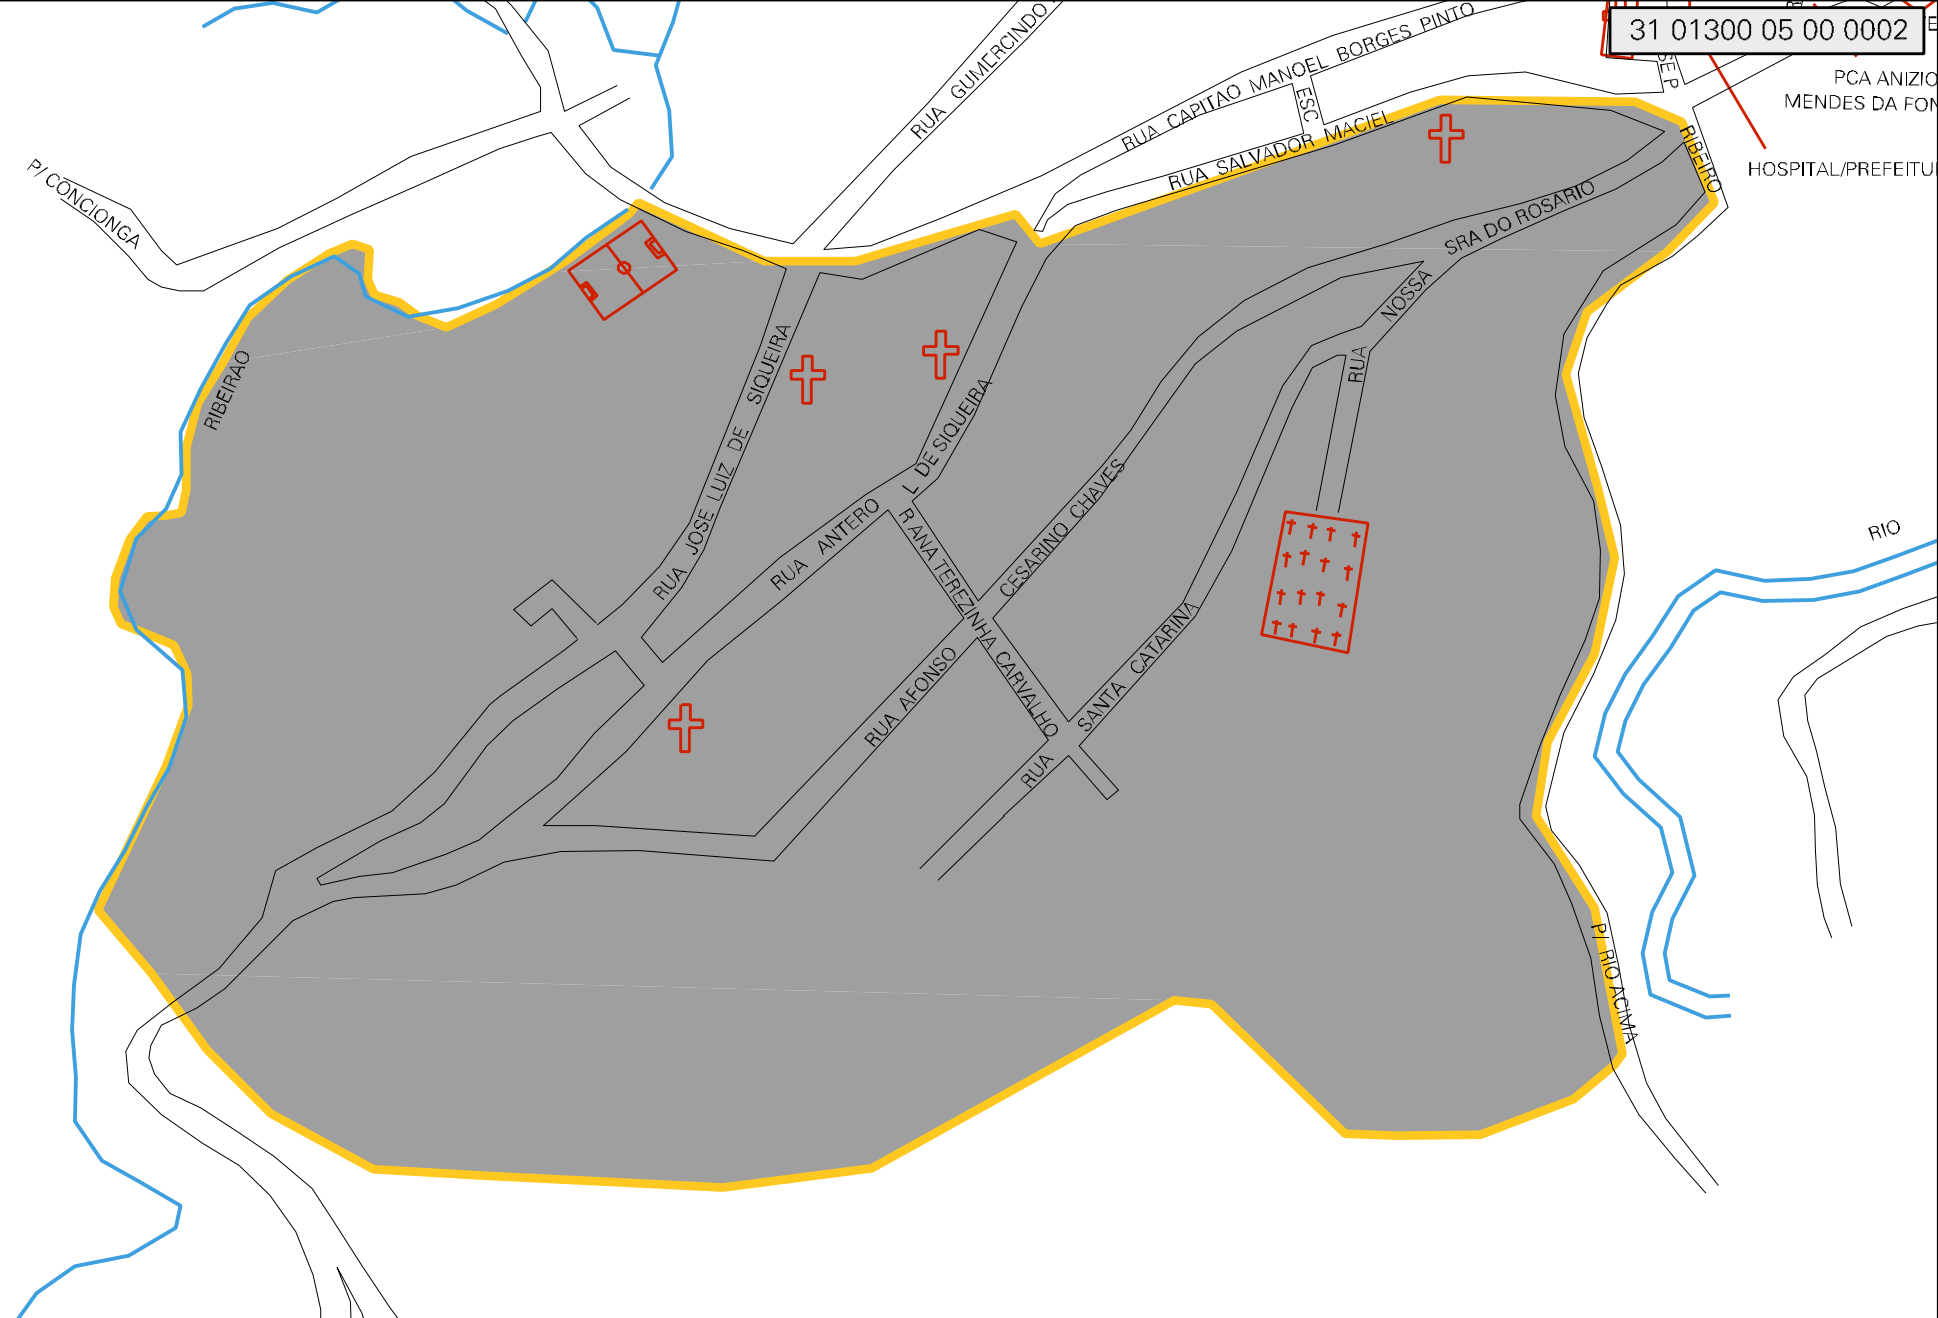 31 01300 05 00 0002
RUA GUMERCINDO
RUA CAPITAO MANOEL BORGES PINTO
ESC
SE P
PCA ANIZIO
MENDES DA FON
HOSPITAL/PREFEITU
RUA SALVADOR MACIEL
RIBEIRO
P/ CONCIONGA
RUA NOSSA SRA DO ROSARIO
RIBEIRAO
RUA JOSE LUIZ DE SIQUEIRA
RUA ANTERO L DE SIQUEIRA
R ANA TEREZINHA CARVALHO
RUA AFONSO CESARINO CHAVES
RUA SANTA CATARINA
RIO
P/ RIO ACIMA